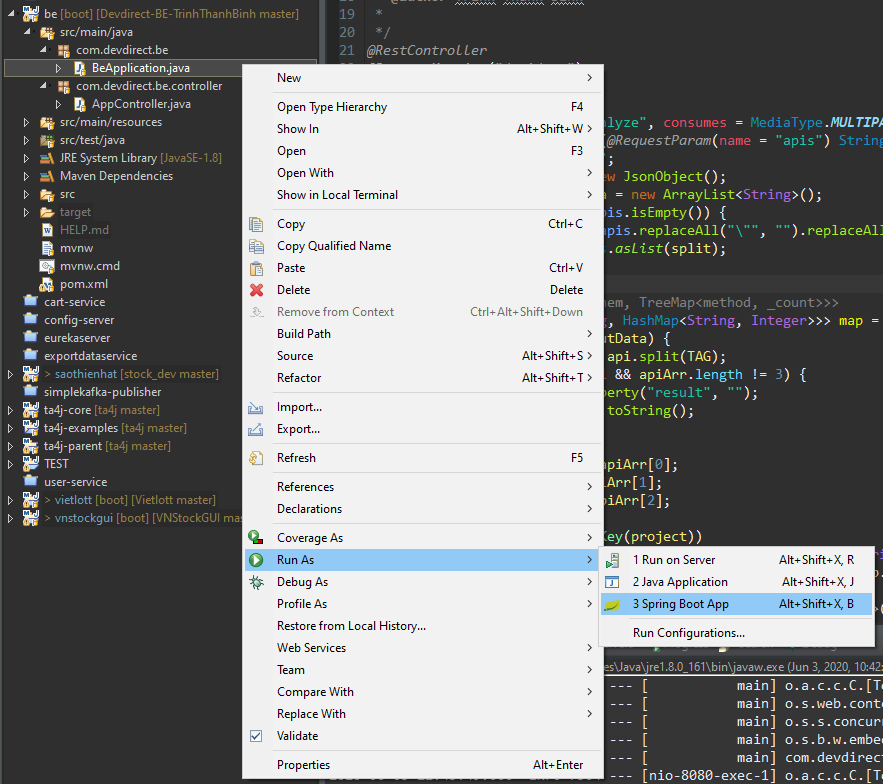 be [boot] [Devdirect-BE-TrinhThanhBinh master]
src/main/java
com.devdirect.be
BeApplication.java
com.devdirect.be.controller
AppController.java
src/main/resources
src/test/java
JRE System Library [JavaSE-1.8]
Maven Dependencies
src
target
HELP.md
mvnw
mvnw.cmd
pom.xml
cart-service
config-server
eurekaserver
exportdataservice
> saothienhat [stock_dev master]
simplekafka-publisher
ta4j-core [ta4j master]
ta4j-examples [ta4j master]
ta4j-parent [ta4j master]
TEST
user-service
> vietlott [boot] [Vietlott master]
> vnstockgui [boot] [VNStockGUI mas
New
Open Type Hierarchy F4
Show In Alt+Shift+W >
Open F3
Open With
Show in Local Terminal
Copy Ctrl+C
Copy Qualified Name
Paste Ctrl+V
Delete Delete
Remove from Context Ctrl+Alt+Shift+Down
Build Path
Source Alt+Shift+S >
Refactor Alt+Shift+T >
Import...
Export...
Refresh F5
References
Declarations
Coverage As
Run As
Debug As
Profile As
Restore from Local History...
Web Services
Team
Compare With
Replace With
Validate
Properties Alt+Enter
1 Run on Server Alt+Shift+X, R
2 Java Application Alt+Shift+X, J
3 Spring Boot App Alt+Shift+X, B
Run Configurations...
19 *
20 */
21 @RestController
lyze", consumes = MediaType.MULTIPA
(@RequestParam(name = "apis") String
";
w JsonObject();
a = new ArrayList<String>();
pis.isEmpty()) {
apis.replaceAll("\"", "").replaceAll
s.asList(split);
nem, TreeMap<method, _count>>>
g, HashMap<String, Integer>>> map =
utData) {
api.split(TAG);
&& apiArr.length != 3) {
perty("result", "");
toString();
apiArr[0];
iArr[1];
piArr[2];
Key(project))
es\Java\jre1.8.0_161\bin\javaw.exe (Jun 3, 2020, 10:42:
--- [ main] o.a.c.c.C.[To
--- [ main] o.s.web.conte
--- [ main] o.s.s.concurr
--- [ main] o.s.b.w.embed
--- [ main] com.devdirect
--- [nio-8080-exec-1] o.a.c.c.C.[To